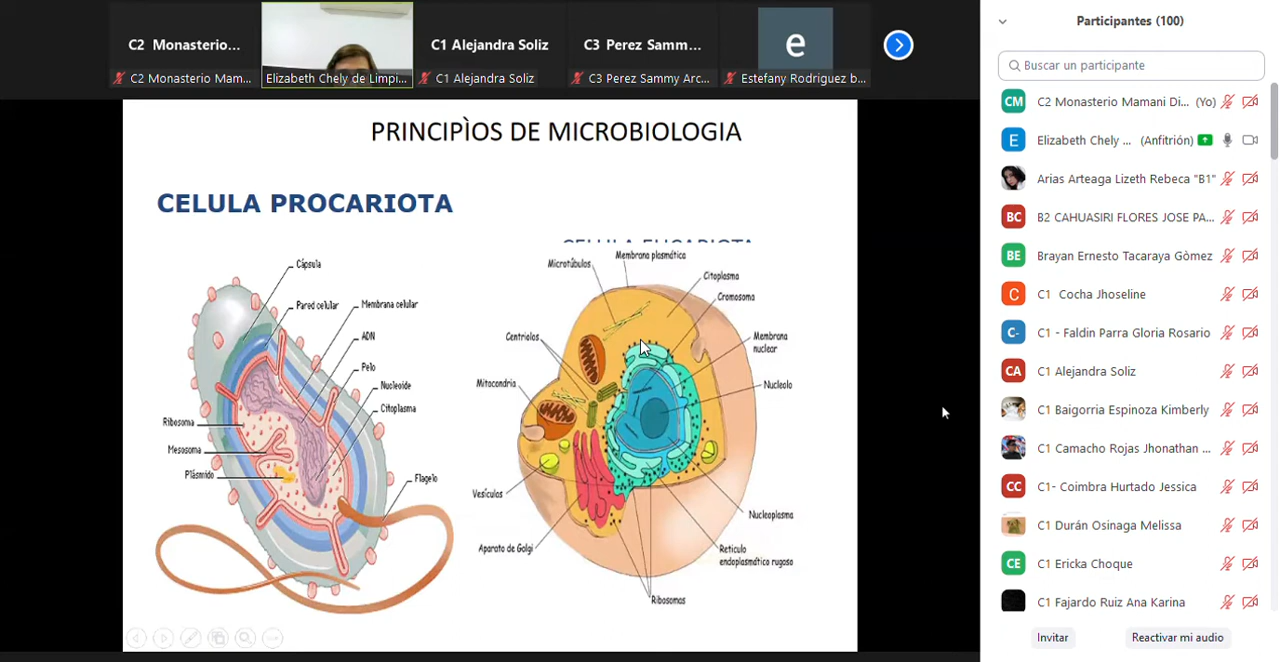 C2 Monasterio...
C1 Alejandra Soliz
C3 Perez Samm...
e
C2 Monasterio Mam...
Elizabeth Chely de Limpi...
C1 Alejandra Soliz
C3 Perez Sammy Arc...
Estefany Rodriguez b...
PRINCIPÌOS DE MICROBIOLOGIA
CELULA PROCARIOTA
CELULA EUCARIOTA
Cápsula
Pared celular
Membrana celular
ADN
Pelo
Nucleoide
Citoplasma
Ribosoma
Mesosoma
Plásmido
Flagelo
Membrana plasmática
Microtúbulos
Citoplasma
Cromosoma
Centriolos
Membrana
nuclear
Mitocondria
Nucleolo
Vesículas
Nucleoplasma
Aparato de Golgi
Retículo
endoplasmático rugoso
Ribosomas
Participantes (100)
Buscar un participante
CM C2 Monasterio Mamani Di... (Yo)
E Elizabeth Chely ... (Anfitrión)
Arias Arteaga Lizeth Rebeca "B1"
BC B2 CAHUASIRI FLORES JOSE PA...
BE Brayan Ernesto Tacaraya Gòmez
C C1 Cocha Jhoseline
C- C1 - Faldin Parra Gloria Rosario
CA C1 Alejandra Soliz
C1 Baigorria Espinoza Kimberly
C1 Camacho Rojas Jhonathan ...
CC C1- Coimbra Hurtado Jessica
C1 Durán Osinaga Melissa
CE C1 Ericka Choque
C1 Fajardo Ruiz Ana Karina
Invitar
Reactivar mi audio